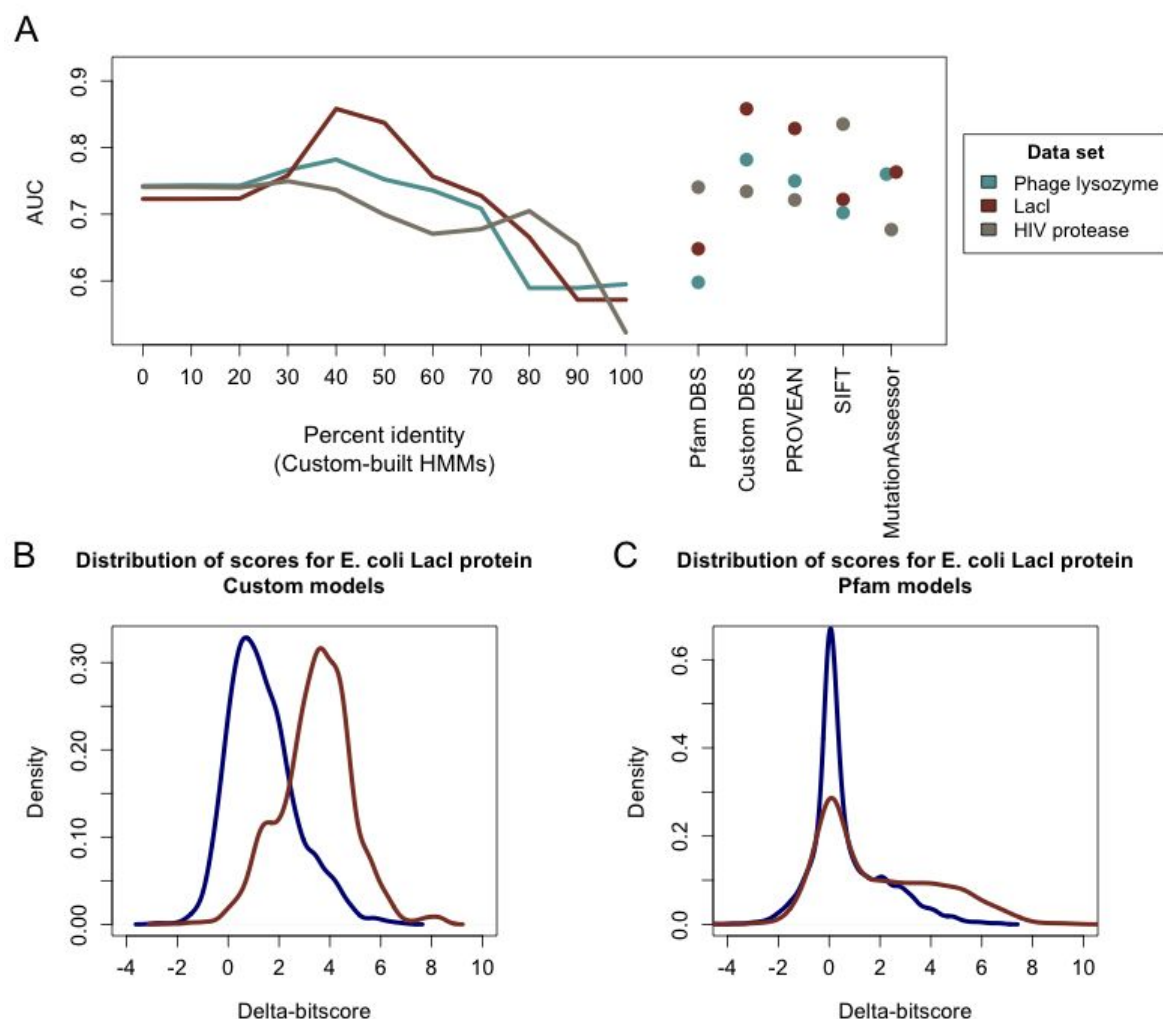 A
AUC
0.9
0.8
0.7
0.6
0 10 20 30 40 50 60 70 80 90 100
Percent identity
(Custom-built HMMs)
Pfam DBS
Custom DBS
PROVEAN
SIFT
MutationAssessor
Data set
Phage lysozyme
LacI
HIV protease
B
Distribution of scores for E. coli LacI protein
Custom models
Density
0.30
0.20
0.10
0.00
-4 -2 0 2 4 6 8 10
Delta-bitscore
C
Distribution of scores for E. coli LacI protein
Pfam models
Density
0.6
0.4
0.2
0.0
-4 -2 0 2 4 6 8 10
Delta-bitscore